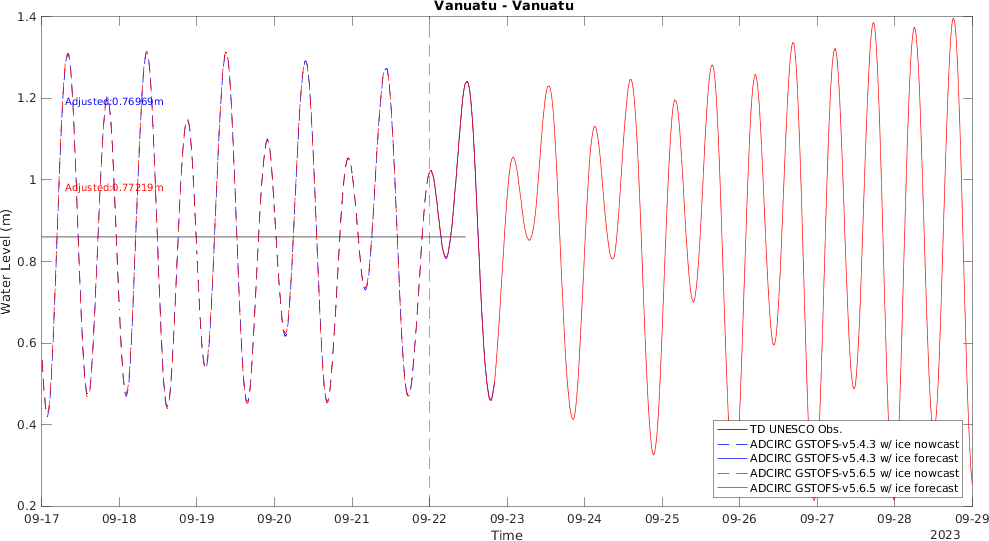 Vanuatu - Vanuatu
1.4
1.2
1
0.8
0.6
0.4
0.2
Water Level (m)
Adjusted:0.76969m
Adjusted:0.77219m
TD UNESCO Obs.
ADCIRC GSTOFS-v5.4.3 w/ ice nowcast
ADCIRC GSTOFS-v5.4.3 w/ ice forecast
ADCIRC GSTOFS-v5.6.5 w/ ice nowcast
ADCIRC GSTOFS-v5.6.5 w/ ice forecast
09-17 09-18 09-19 09-20 09-21 09-22 09-23 09-24 09-25 09-26 09-27 09-28 09-29
Time
2023